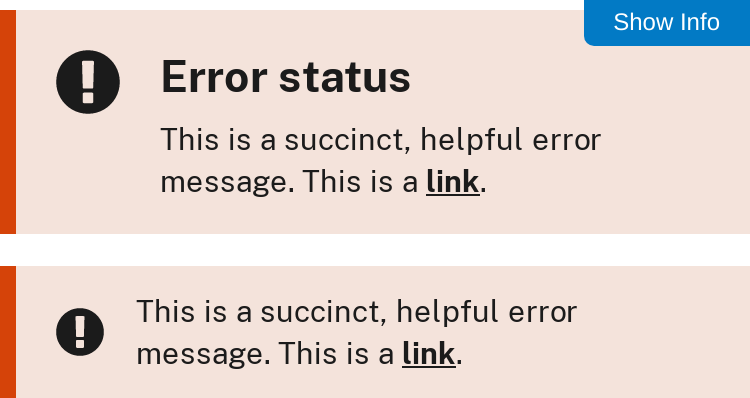 Show Info
Error status
This is a succinct, helpful error
message. This is a link.
This is a succinct, helpful error
message. This is a link.